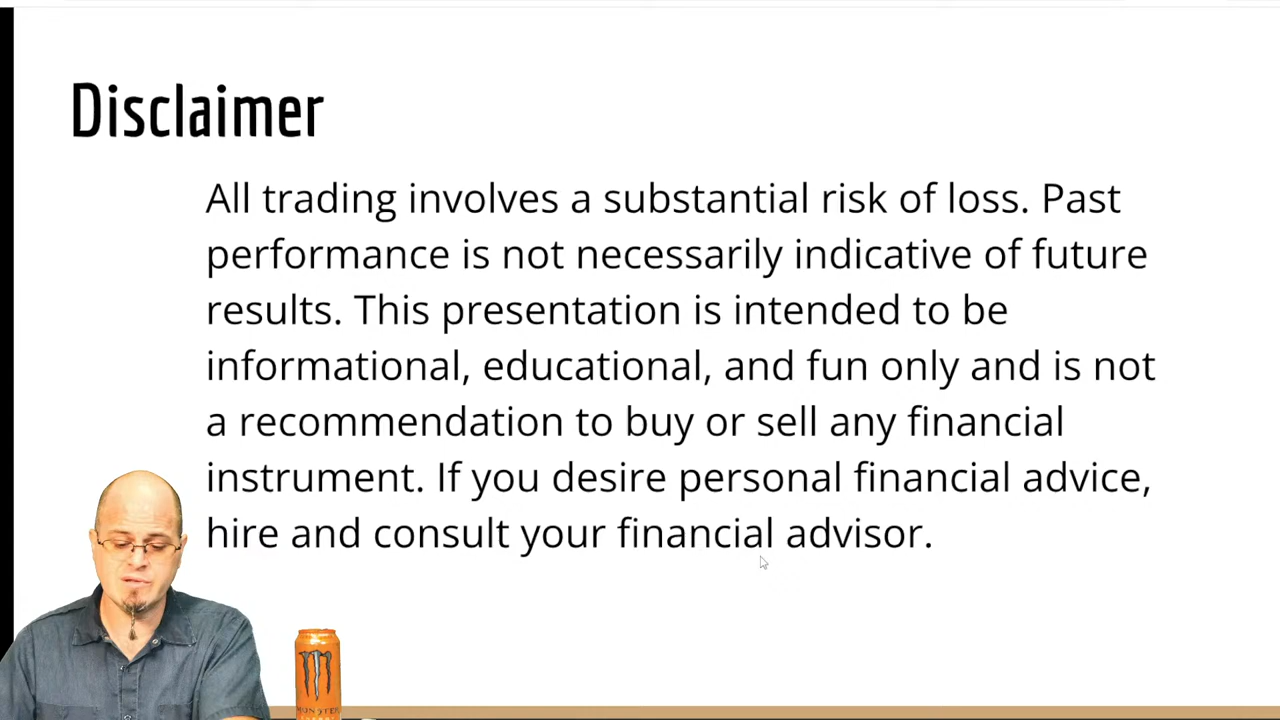 Disclaimer
All trading involves a substantial risk of loss. Past
performance is not necessarily indicative of future
results. This presentation is intended to be
informational, educational, and fun only and is not
a recommendation to buy or sell any financial
instrument. If you desire personal financial advice,
hire and consult your financial advisor.
MONSTER